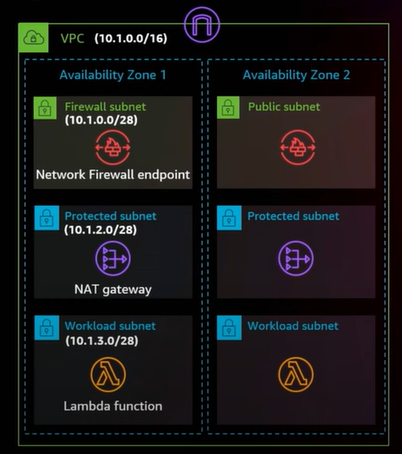 VPC (10.1.0.0/16)
Availability Zone 1
Firewall subnet
(10.1.0.0/28)
Network Firewall endpoint
Protected subnet
(10.1.2.0/28)
NAT gateway
Workload subnet
(10.1.3.0/28)
Lambda function
Availability Zone 2
Public subnet
Protected subnet
Workload subnet